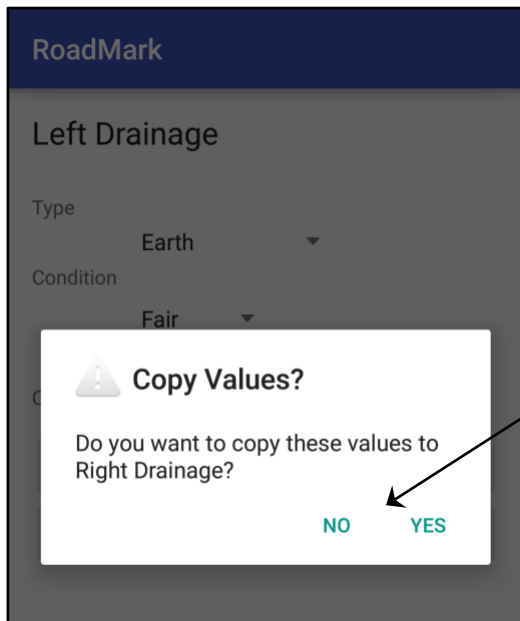 RoadMark
Left Drainage
Type
Earth
Condition
Fair
Copy Values?
Do you want to copy these values to
Right Drainage?
NO YES